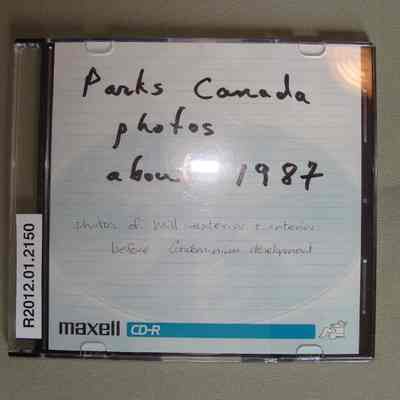 Parks Canada
photos
about 1987
photos of Mill exterior & interior
before Condominium development
maxell CD-R
R2012.01.2150